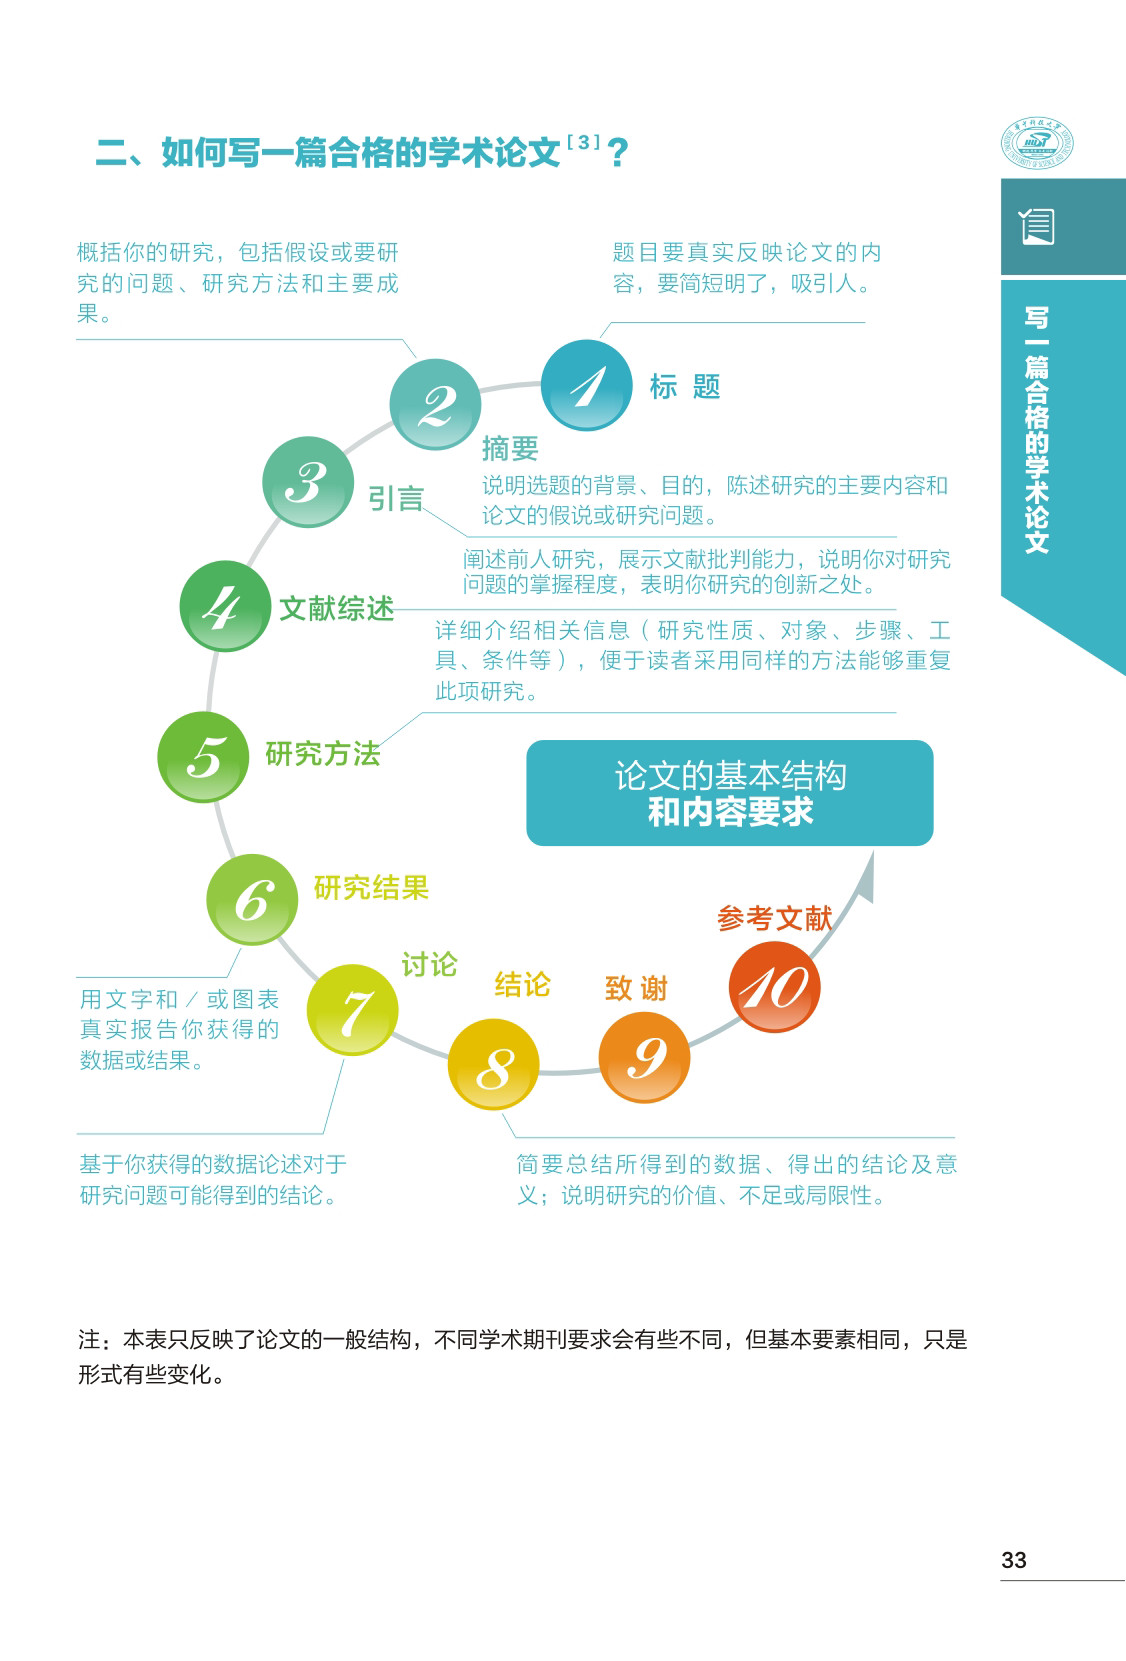 二、如何写一篇合格的学术论文[3]?
概括你的研究，包括假设或要研
究的问题、研究方法和主要成
果。
题目要真实反映论文的内
容，要简短明了，吸引人。
1
标 题
2
摘要
说明选题的背景、目的，陈述研究的主要内容和
论文的假说或研究问题。
3
引言
阐述前人研究，展示文献批判能力，说明你对研究
问题的掌握程度，表明你研究的创新之处。
4
文献综述
详细介绍相关信息（研究性质、对象、步骤、工
具、条件等），便于读者采用同样的方法能够重复
此项研究。
5
研究方法
论文的基本结构
和内容要求
6
研究结果
7
讨论
8
结论
9
致 谢
10
参考文献
用文字和 / 或图表
真实报告你获得的
数据或结果。
基于你获得的数据论述对于
研究问题可能得到的结论。
简要总结所得到的数据、得出的结论及意
义；说明研究的价值、不足或局限性。
注：本表只反映了论文的一般结构，不同学术期刊要求会有些不同，但基本要素相同，只是
形式有些变化。
写一篇合格的学术论文
33